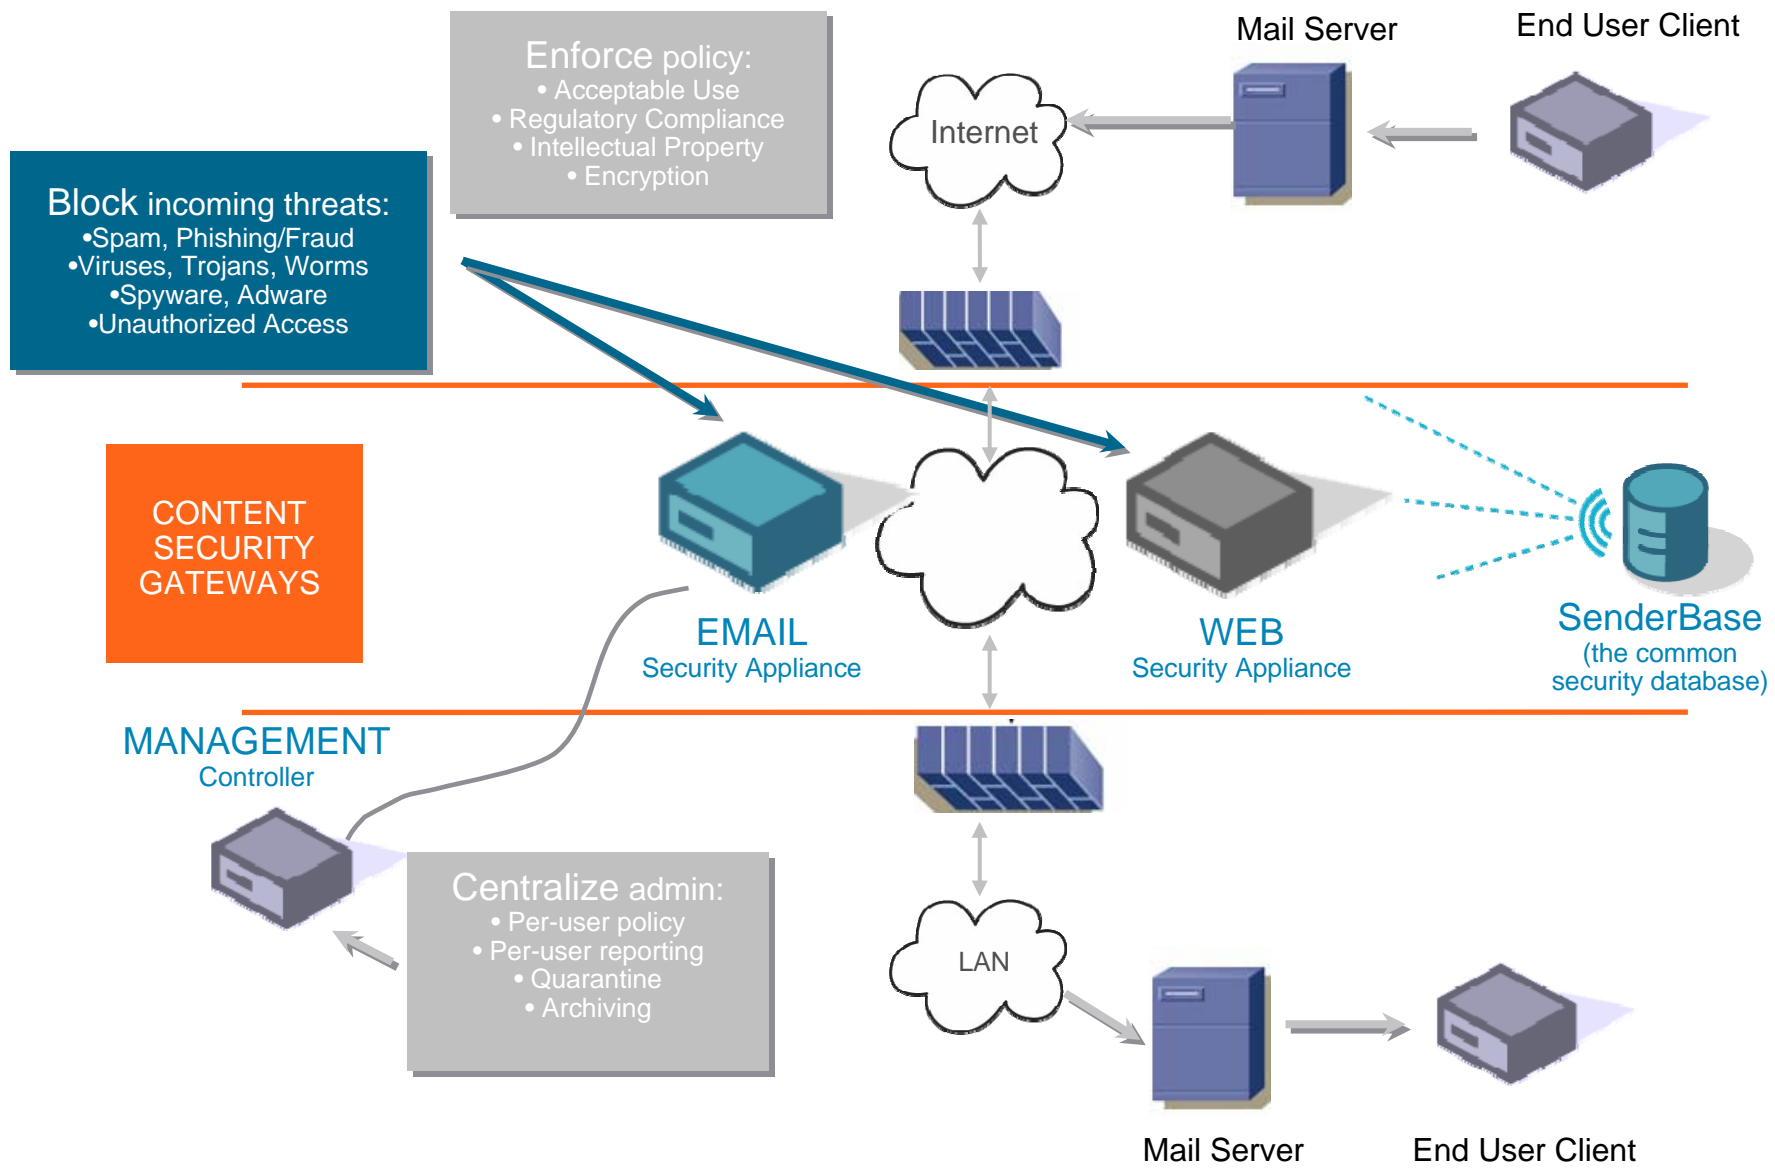 Mail Server
End User Client
Enforce policy:
• Acceptable Use
• Regulatory Compliance
• Intellectual Property
• Encryption
Internet
Block incoming threats:
•Spam, Phishing/Fraud
•Viruses, Trojans, Worms
•Spyware, Adware
•Unauthorized Access
CONTENT
SECURITY
GATEWAYS
EMAIL
Security Appliance
WEB
Security Appliance
SenderBase
(the common
security database)
MANAGEMENT
Controller
Centralize admin:
• Per-user policy
• Per-user reporting
• Quarantine
• Archiving
LAN
Mail Server
End User Client